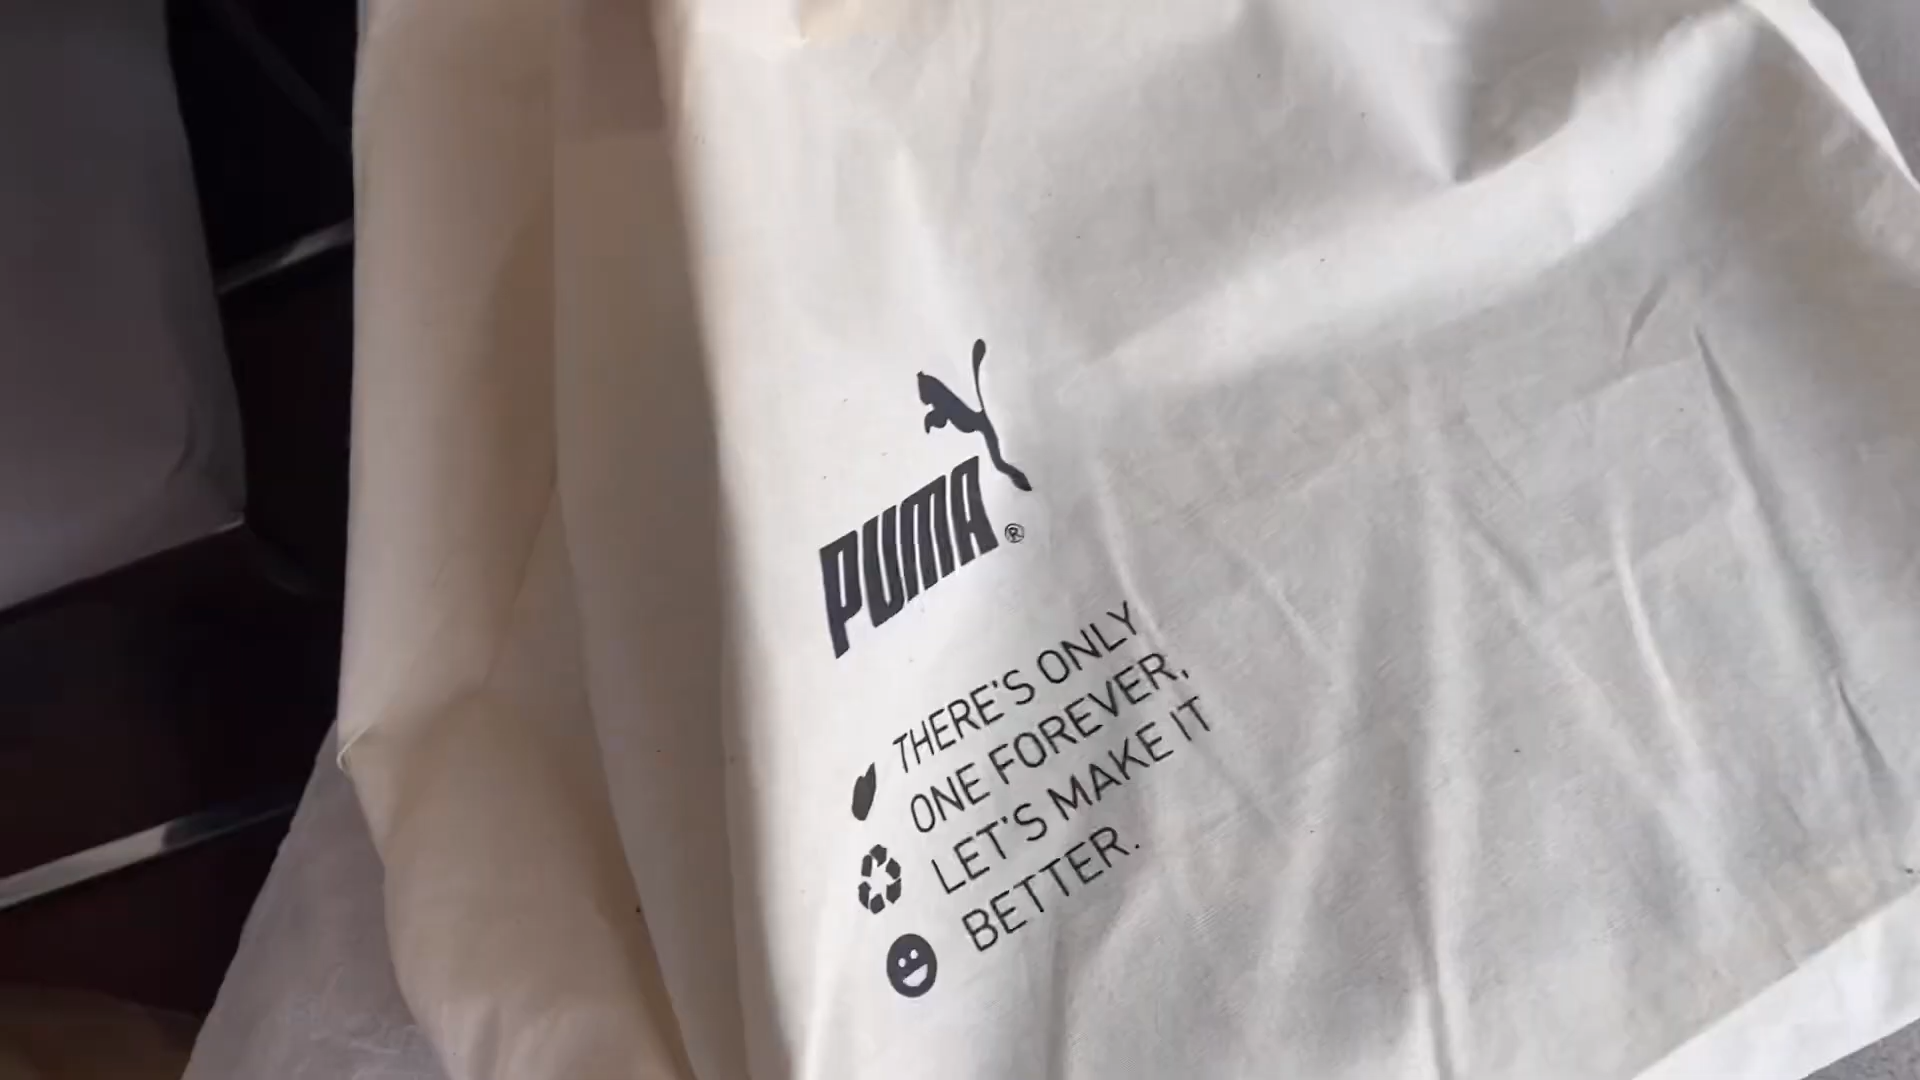 PUMA®
THERE'S ONLY
ONE FOREVER,
LET'S MAKE IT
BETTER.